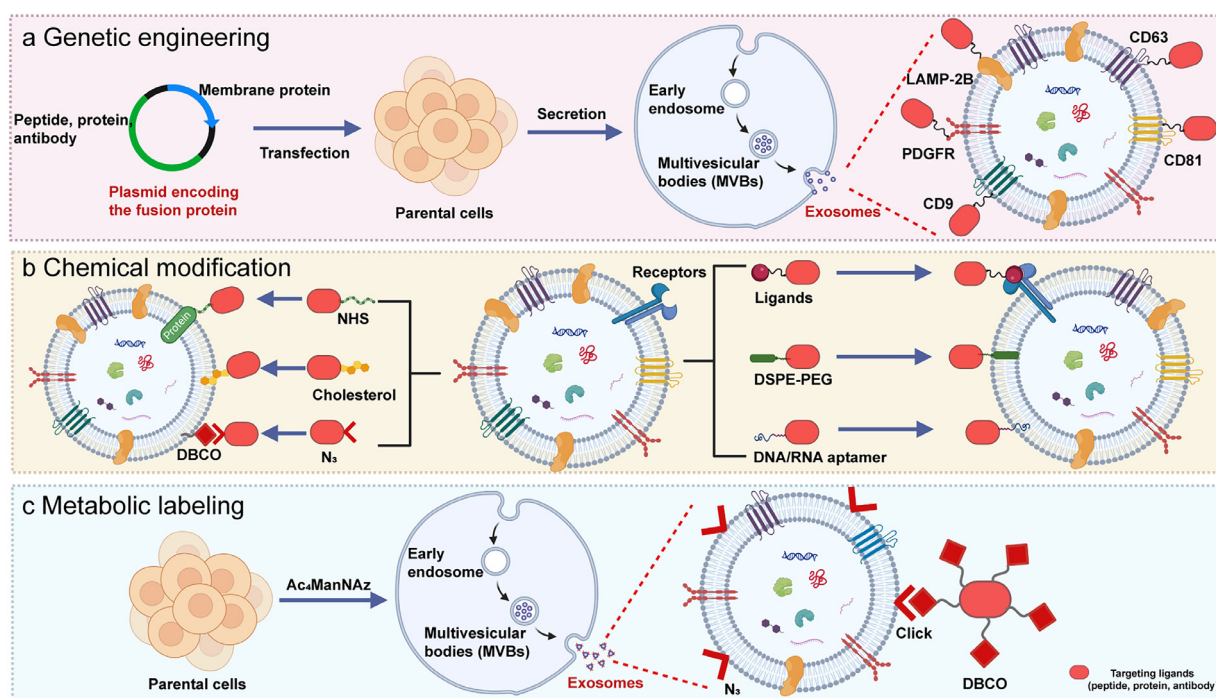 a Genetic engineering
Peptide, protein,
antibody
Membrane protein
Plasmid encoding
the fusion protein
Transfection
Parental cells
Secretion
Early
endosome
Multivesicular
bodies (MVBs)
Exosomes
LAMP-2B
CD63
PDGFR
CD81
CD9
b Chemical modification
Protein
NHS
Cholesterol
DBCO
N₃
Receptors
Ligands
DSPE-PEG
DNA/RNA aptamer
c Metabolic labeling
Parental cells
Ac₄ManNAz
Early
endosome
Multivesicular
bodies (MVBs)
Exosomes
N₃
Click
DBCO
Targeting ligands
(peptide, protein, antibody